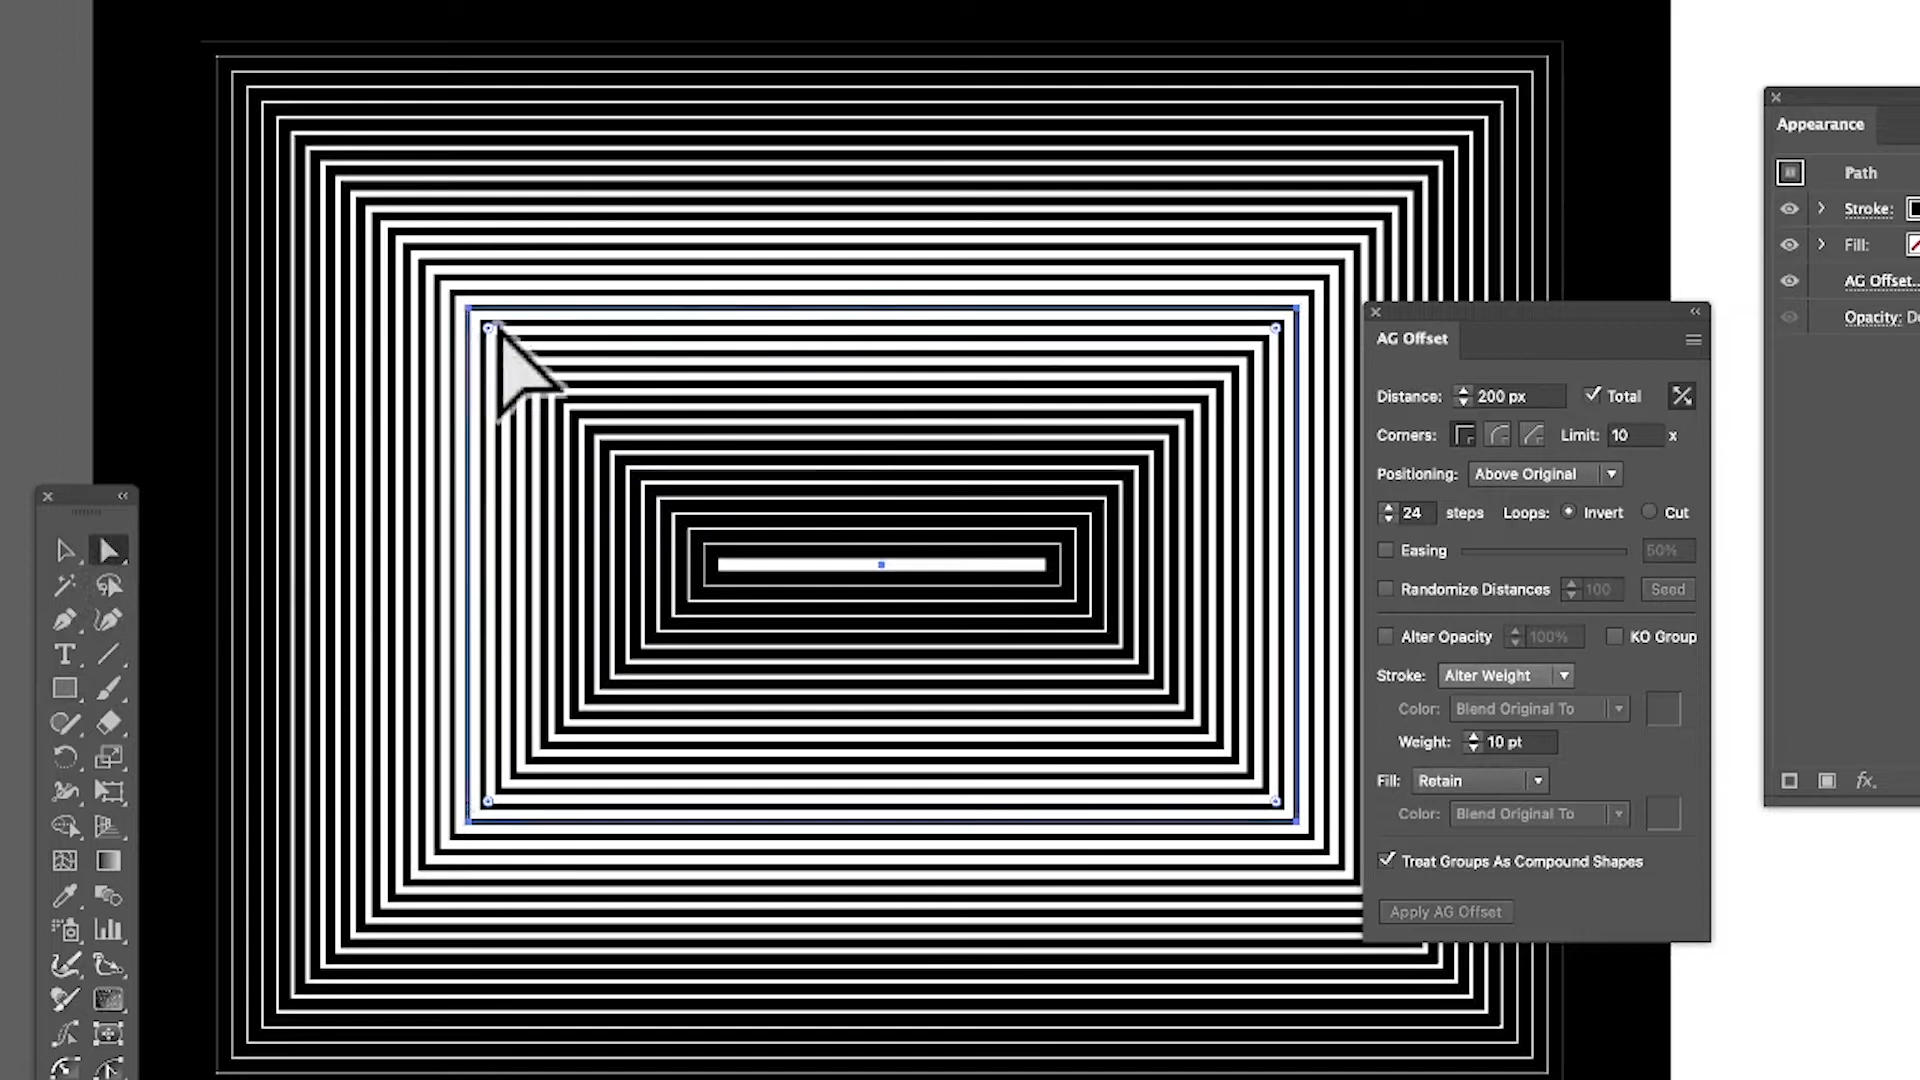 Appearance
Path
Stroke:
Fill:
AG Offset...
Opacity:
AG Offset
Distance: 200 px Total
Corners: Limit: 10 x
Positioning: Above Original
24 steps Loops: Invert Cut
Easing 50%
Randomize Distances 100 Seed
Alter Opacity 100% KO Group
Stroke: Alter Weight
Color: Blend Original To
Weight: 10 pt
Fill: Retain
Color: Blend Original To
Treat Groups As Compound Shapes
Apply AG Offset
fx.